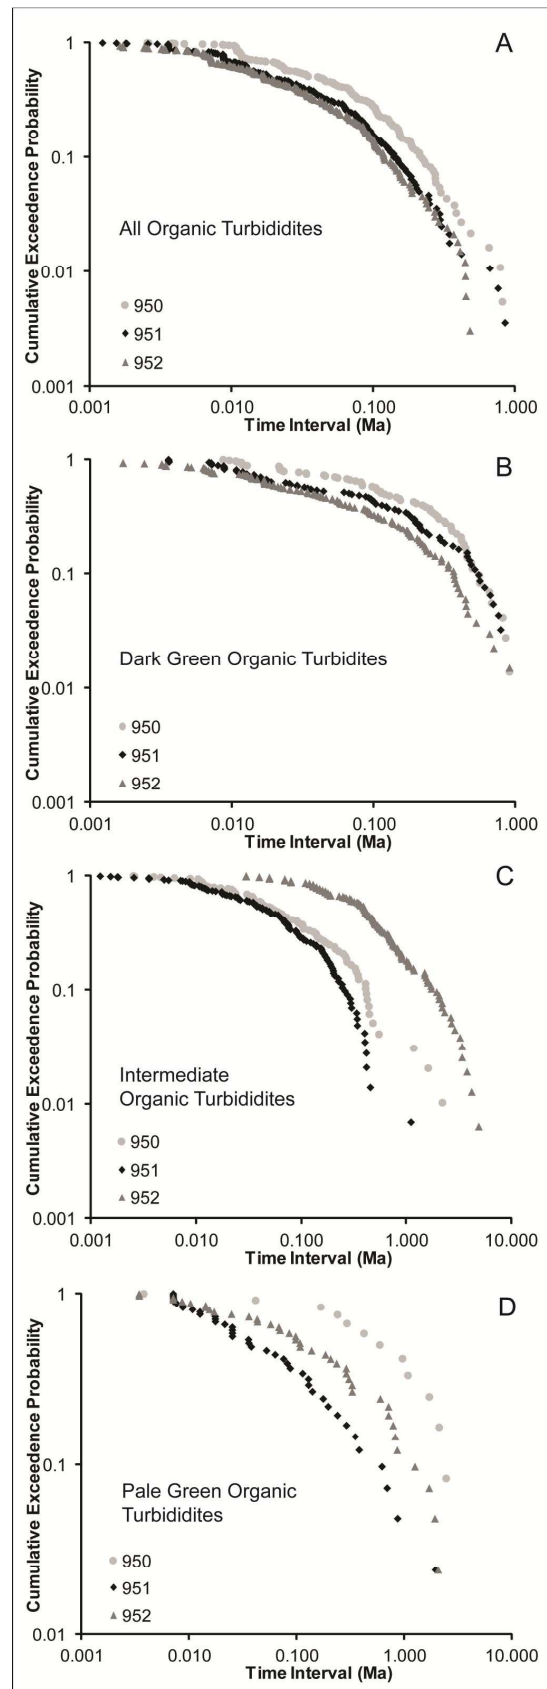 A
Cumulative Exceedence Probability
1
0.1
0.01
0.001
All Organic Turbididites
950
951
952
0.001 0.010 0.100 1.000
Time Interval (Ma)
B
Cumulative Exceedence Probability
1
0.1
0.01
0.001
Dark Green Organic Turbidites
950
951
952
0.001 0.010 0.100 1.000
Time Interval (Ma)
C
Cumulative Exceedence Probability
1
0.1
0.01
0.001
Intermediate
Organic Turbididites
950
951
952
0.001 0.010 0.100 1.000 10.000
Time Interval (Ma)
D
Cumulative Exceedence Probability
1
0.1
0.01
Pale Green Organic
Turbididites
950
951
952
0.001 0.010 0.100 1.000 10.000
Time Interval (Ma)